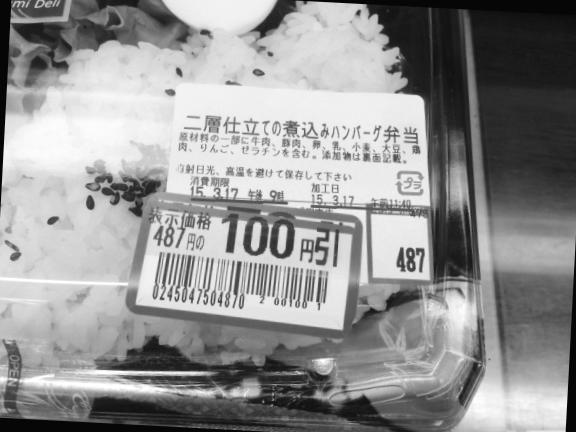 mi Deli
二層仕立ての煮込みハンバーグ弁当
原材料の一部に牛肉、豚肉、卵、乳、小麦、大豆、鶏
肉、りんご、ゼラチンを含む。添加物は裏面記載。
直射日光、高温を避けて保存して下さい
消費期限 加工日
15. 3.17 午後 9時 15. 3.17 午前11:40
プラ
表示価格
487円の 100円引
487
0245047504870 2 00100 1
OPEN